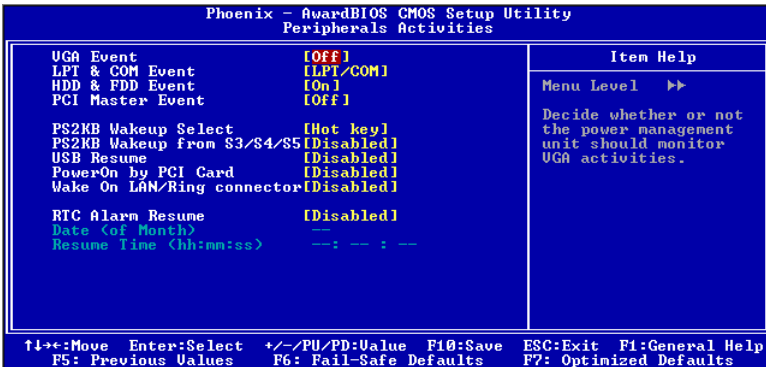 Phoenix - AwardBIOS CMOS Setup Utility
Peripherals Activities
VGA Event [Off]
LPT & COM Event [LPT/COM]
HDD & FDD Event [On]
PCI Master Event [Off]
PS2KB Wakeup Select [Hot key]
PS2KB Wakeup from S3/S4/S5[Disabled]
USB Resume [Disabled]
PowerOn by PCI Card [Disabled]
Wake On LAN/Ring connector[Disabled]
RTC Alarm Resume [Disabled]
Date (of Month) --
Resume Time (hh:mm:ss) --: -- : --
Item Help
Menu Level ►►
Decide whether or not
the power management
unit should monitor
VGA activities.
↑↓→←:Move Enter:Select +/-/PU/PD:Value F10:Save ESC:Exit F1:General Help
F5: Previous Values F6: Fail-Safe Defaults F7: Optimized Defaults